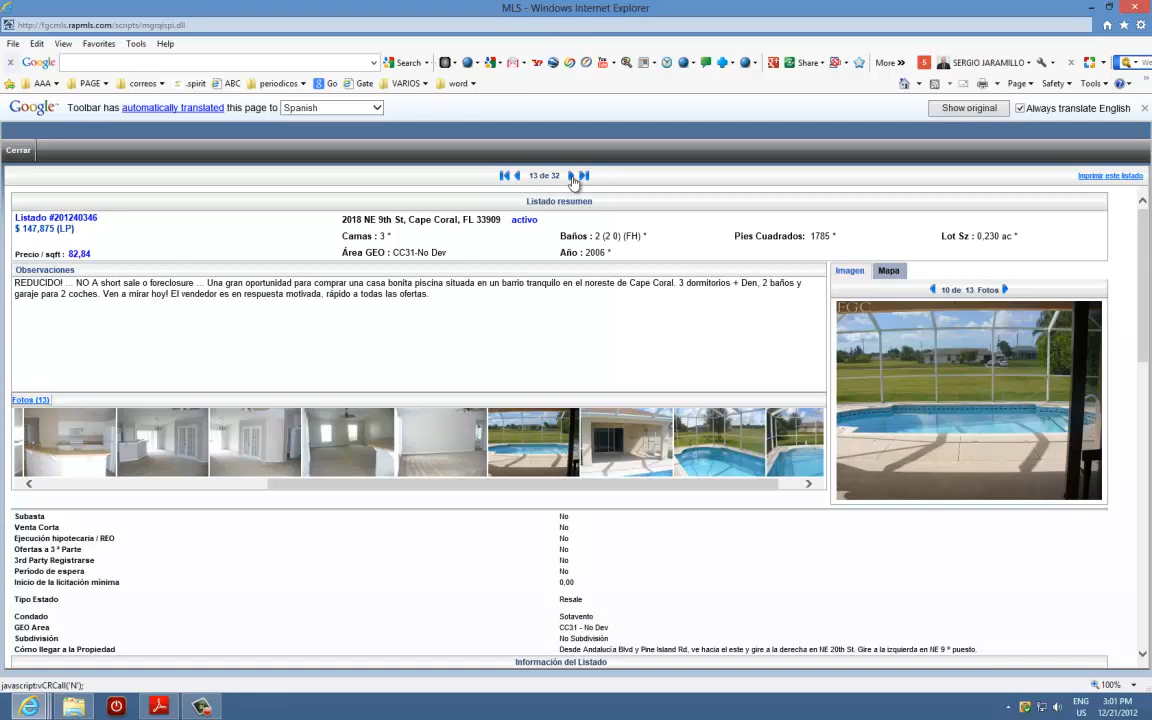 MLS - Windows Internet Explorer
http://fgcmls.rapmls.com/scripts/mgrqispi.dll
File Edit View Favorites Tools Help
x Google Search More » 5 SERGIO JARAMILLO
Share
AAA PAGE correos .spirit ABC periodicos Go Gate VARIOS word Page Safety Tools
Google Toolbar has automatically translated this page to Spanish Show original Always translate English
Cerrar
13 de 32 Imprimir este listado
Listado resumen
Listado #201240346 2018 NE 9th St, Cape Coral, FL 33909 activo
$ 147,875 (LP) Camas : 3 * Baños : 2 (2 0) (FH) * Pies Cuadrados: 1785 * Lot Sz : 0,230 ac *
Precio / sqft : 82,84 Área GEO : CC31-No Dev Año : 2006 *
Observaciones
REDUCIDO! ... NO A short sale o foreclosure ... Una gran oportunidad para comprar una casa bonita piscina situada en un barrio tranquilo en el noreste de Cape Coral. 3 dormitorios + Den, 2 baños y
garaje para 2 coches. Ven a mirar hoy! El vendedor es en respuesta motivada, rápido a todas las ofertas.
Imagen Mapa
10 de 13 Fotos
FGC
Fotos (13)
Subasta No
Venta Corta No
Ejecución hipotecaria / REO No
Ofertas a 3 ª Parte No
3rd Party Registrarse No
Período de espera No
Inicio de la licitación mínima 0,00
Tipo Estado Resale
Condado Sotavento
GEO Area CC31 - No Dev
Subdivisión No Subdivisión
Cómo llegar a la Propiedad Desde Andalucía Blvd y Pine Island Rd, ve hacia el este y gire a la derecha en NE 20th St. Gire a la izquierda en NE 9 º puesto.
Información del Listado
javascript:vCRCall('N');
100%
ENG 3:01 PM
US 12/21/2012